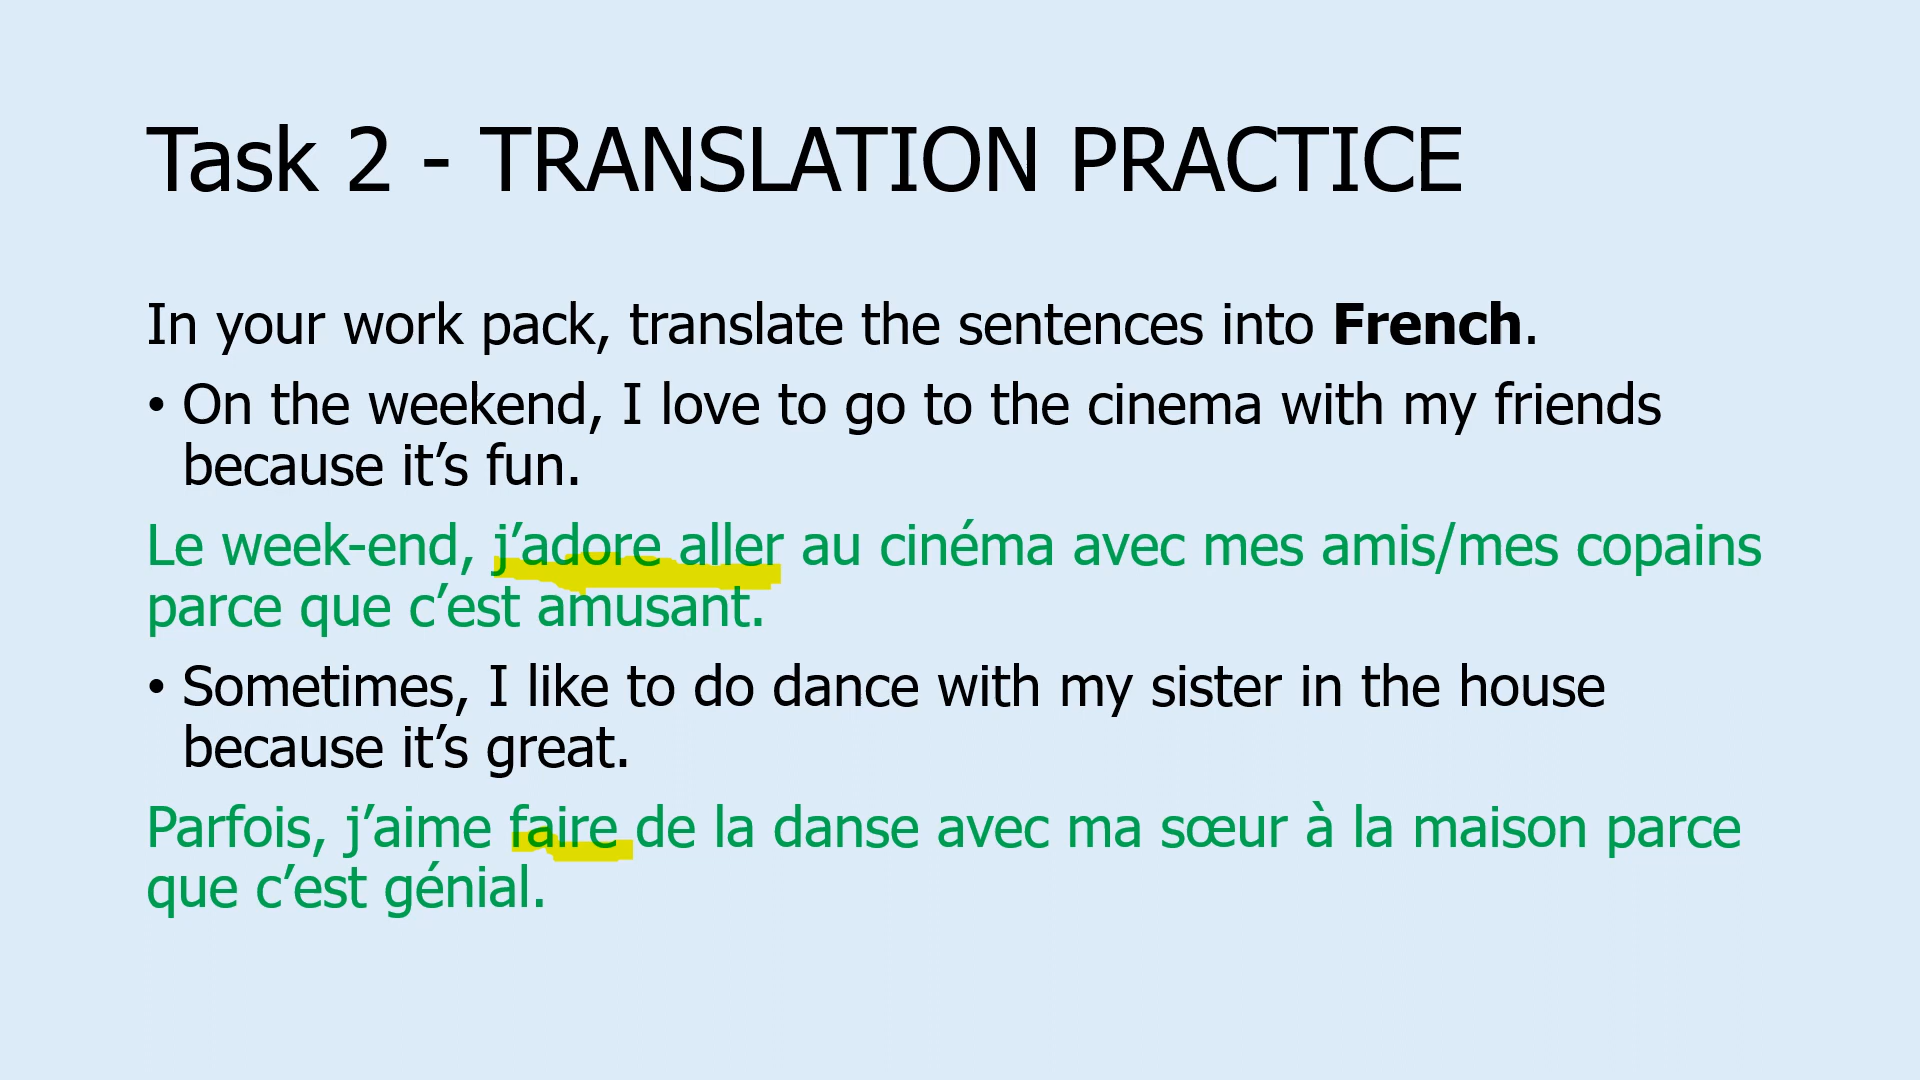 Task 2 - TRANSLATION PRACTICE
In your work pack, translate the sentences into French.
• On the weekend, I love to go to the cinema with my friends
because it’s fun.
Le week-end, j’adore aller au cinéma avec mes amis/mes copains
parce que c’est amusant.
• Sometimes, I like to do dance with my sister in the house
because it’s great.
Parfois, j’aime faire de la danse avec ma sœur à la maison parce
que c’est génial.